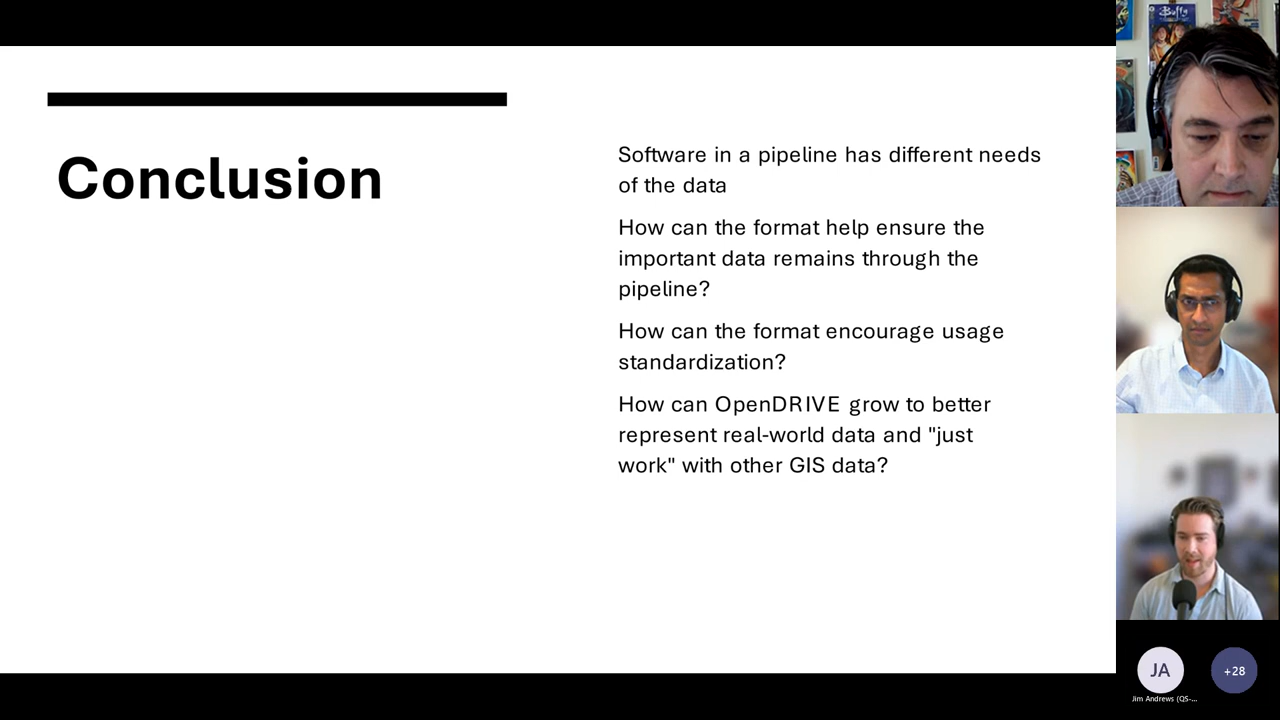 Conclusion
Software in a pipeline has different needs
of the data
How can the format help ensure the
important data remains through the
pipeline?
How can the format encourage usage
standardization?
How can OpenDRIVE grow to better
represent real-world data and "just
work" with other GIS data?
Buffy
JA
+28
Jim Andrews (QS-...